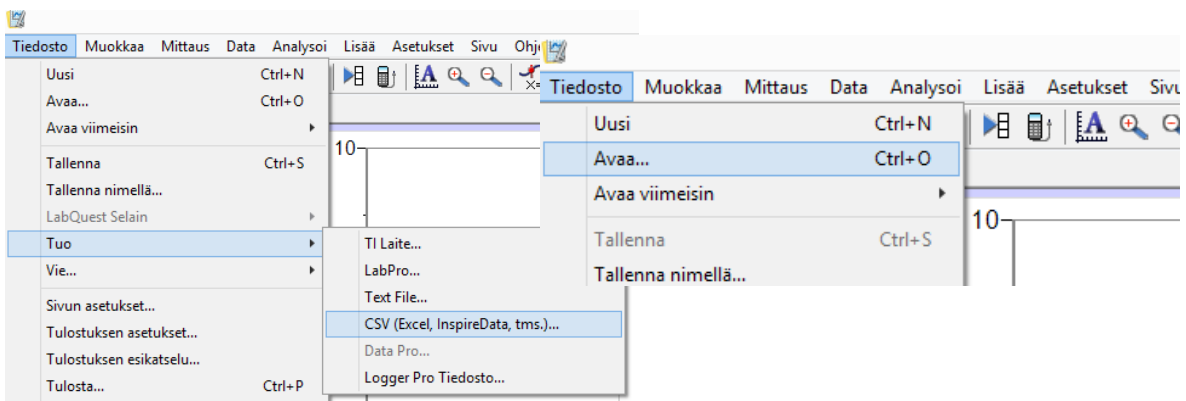 Tiedosto Muokkaa Mittaus Data Analysoi Lisää Asetukset Sivu
Uusi Ctrl+N
Avaa... Ctrl+O
Avaa viimeisin
Tallenna Ctrl+S
Tallenna nimellä...
LabQuest Selain
Tuo
Vie...
Sivun asetukset...
Tulostuksen asetukset...
Tulostuksen esikatselu...
Tulosta... Ctrl+P
TI Laite...
LabPro...
Text File...
CSV (Excel, InspireData, tms.)...
Data Pro...
Logger Pro Tiedosto...
10
Tiedosto Muokkaa Mittaus Data Analysoi Lisää Asetukset
Uusi Ctrl+N
Avaa... Ctrl+O
Avaa viimeisin
Tallenna Ctrl+S
Tallenna nimellä...
10